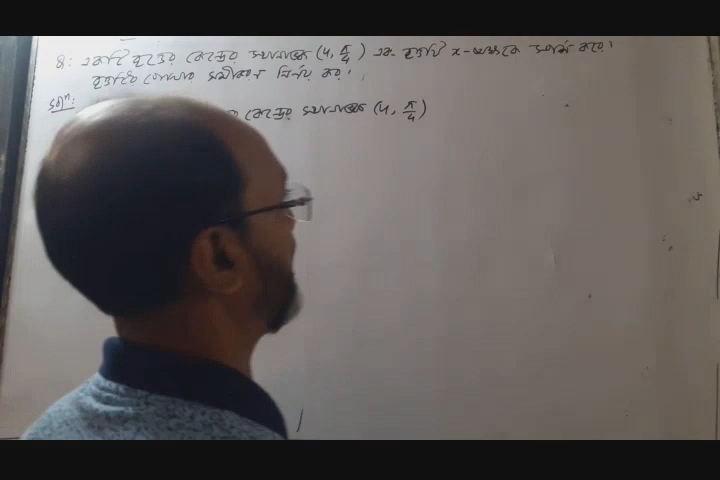 ৪: একটি বৃত্তের কেন্দ্রের স্থানাঙ্ক (4, π/4) এবং বৃত্তটি x-অক্ষকে স্পর্শ করে।
বৃত্তটির পোলার সমীকরণ নির্ণয় কর।
Solⁿ:
কেন্দ্রের স্থানাঙ্ক (4, π/4)